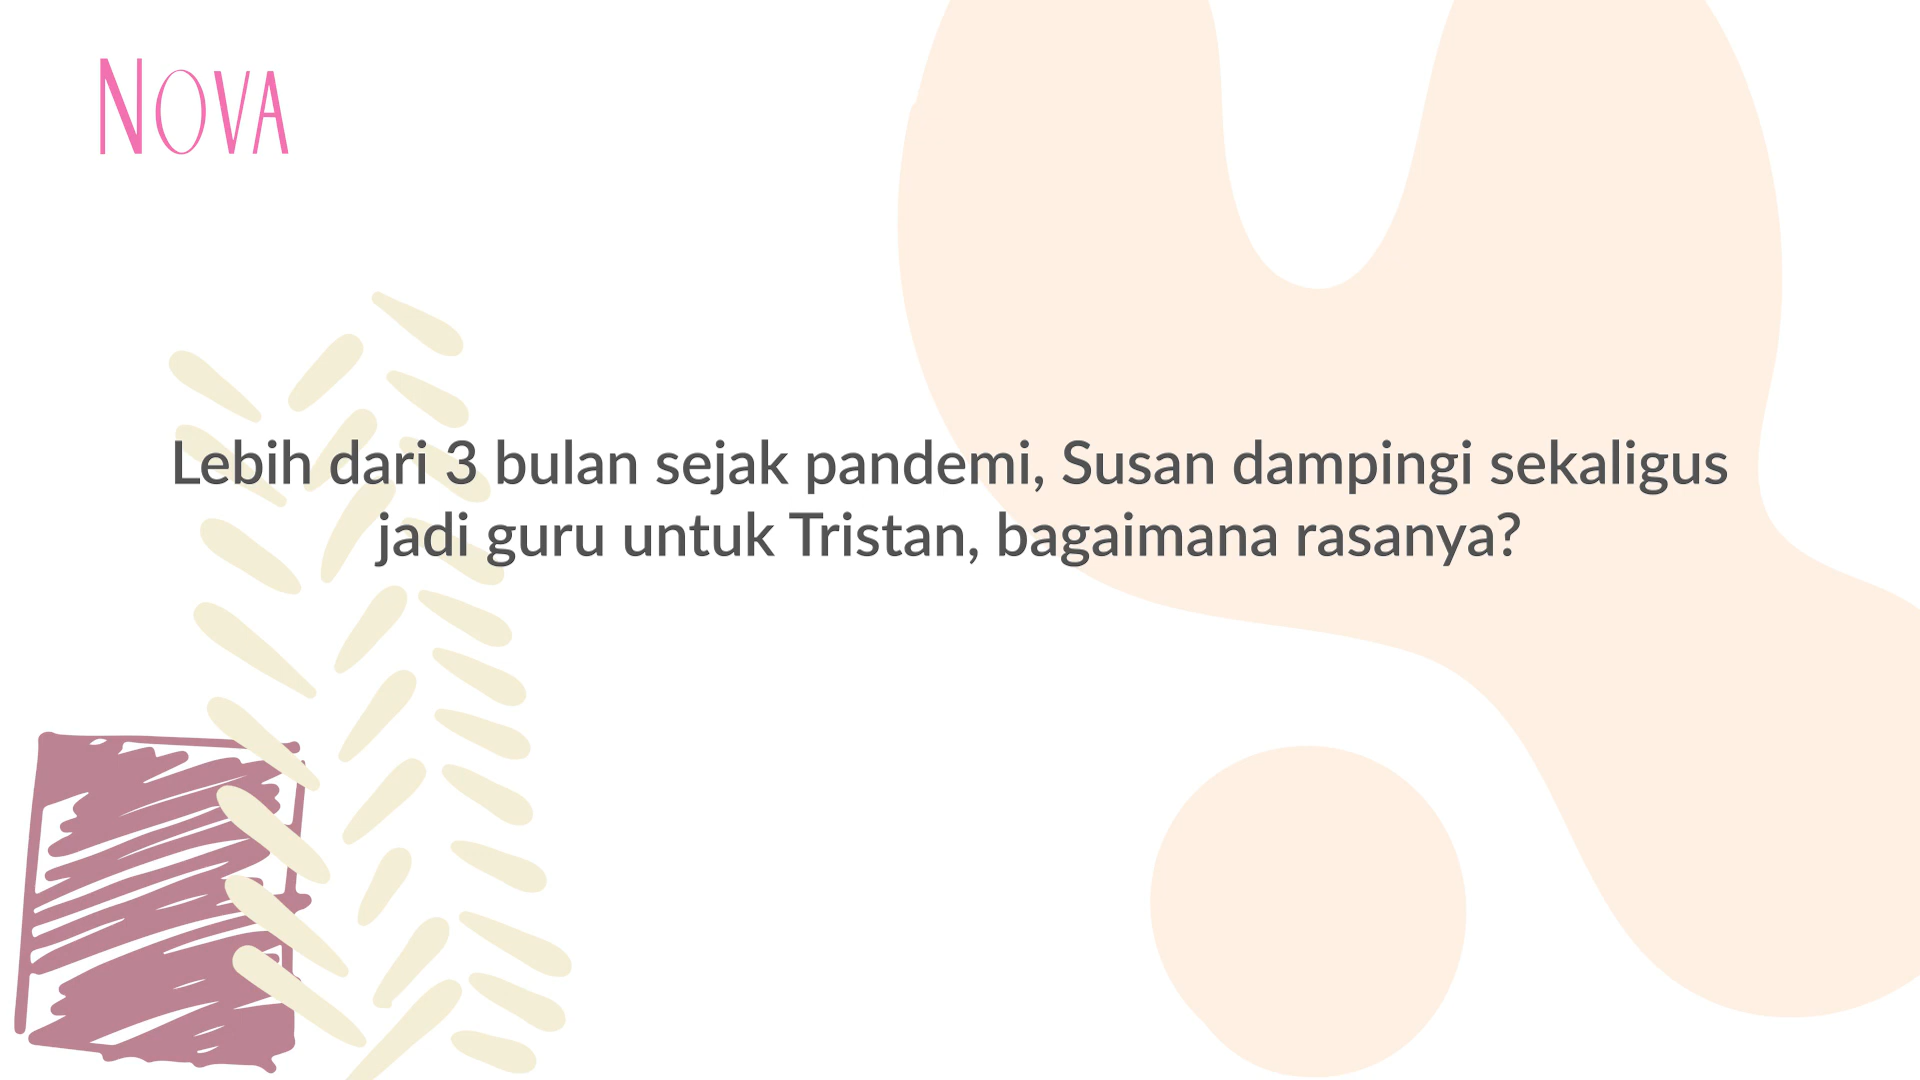 NOVA
Lebih dari 3 bulan sejak pandemi, Susan dampingi sekaligus
jadi guru untuk Tristan, bagaimana rasanya?